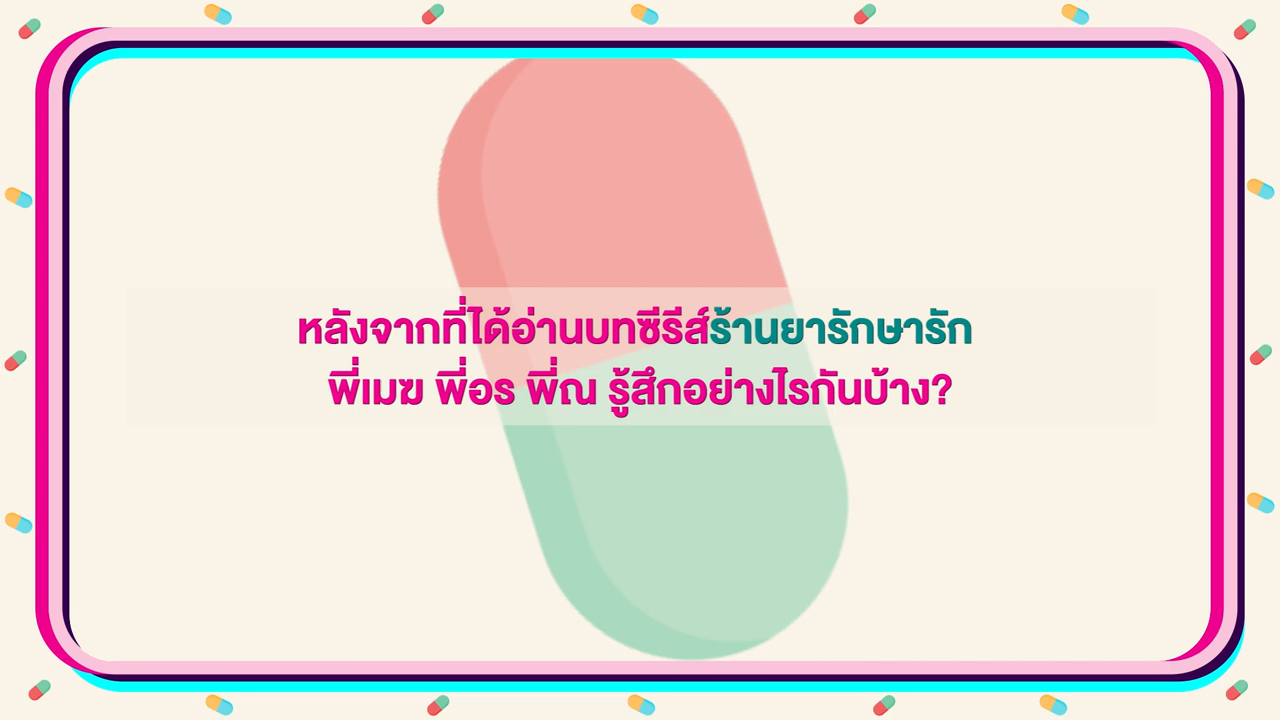 หลังจากที่ได้อ่านบทซีรีส์ร้านยารักษารัก
พี่เมฆ พี่อร พี่ณ รู้สึกอย่างไรกันบ้าง?